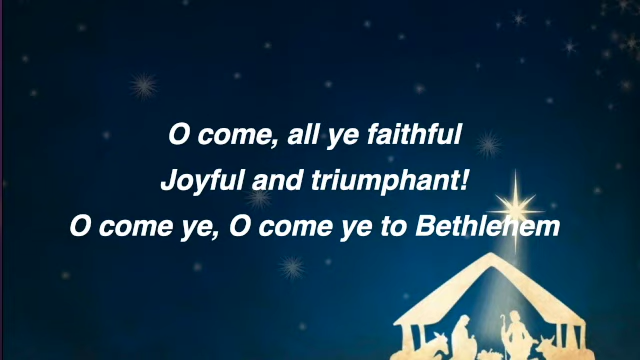 O come, all ye faithful
Joyful and triumphant!
O come ye, O come ye to Bethlehem